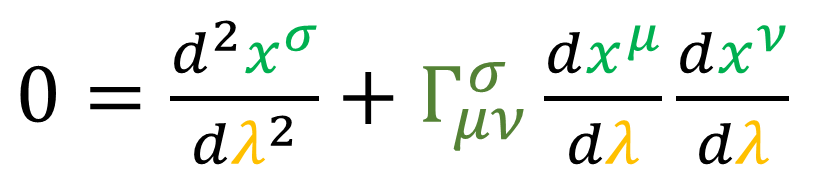 0 = d²x^σ/dλ² + Γ^σ_μν dx^μ/dλ dx^ν/dλ